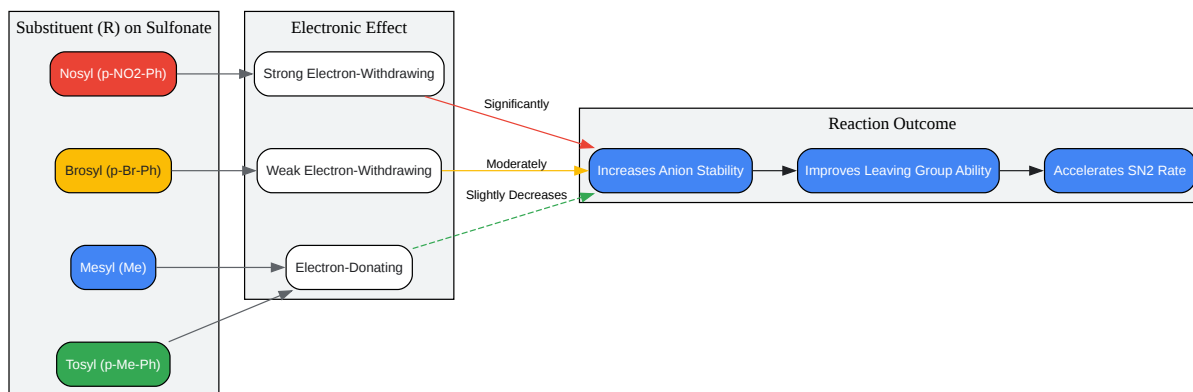 Substituent (R) on Sulfonate
Nosyl (p-NO2-Ph)
Brosyl (p-Br-Ph)
Mesyl (Me)
Tosyl (p-Me-Ph)
Electronic Effect
Strong Electron-Withdrawing
Weak Electron-Withdrawing
Electron-Donating
Significantly
Moderately
Slightly Decreases
Reaction Outcome
Increases Anion Stability
Improves Leaving Group Ability
Accelerates SN2 Rate